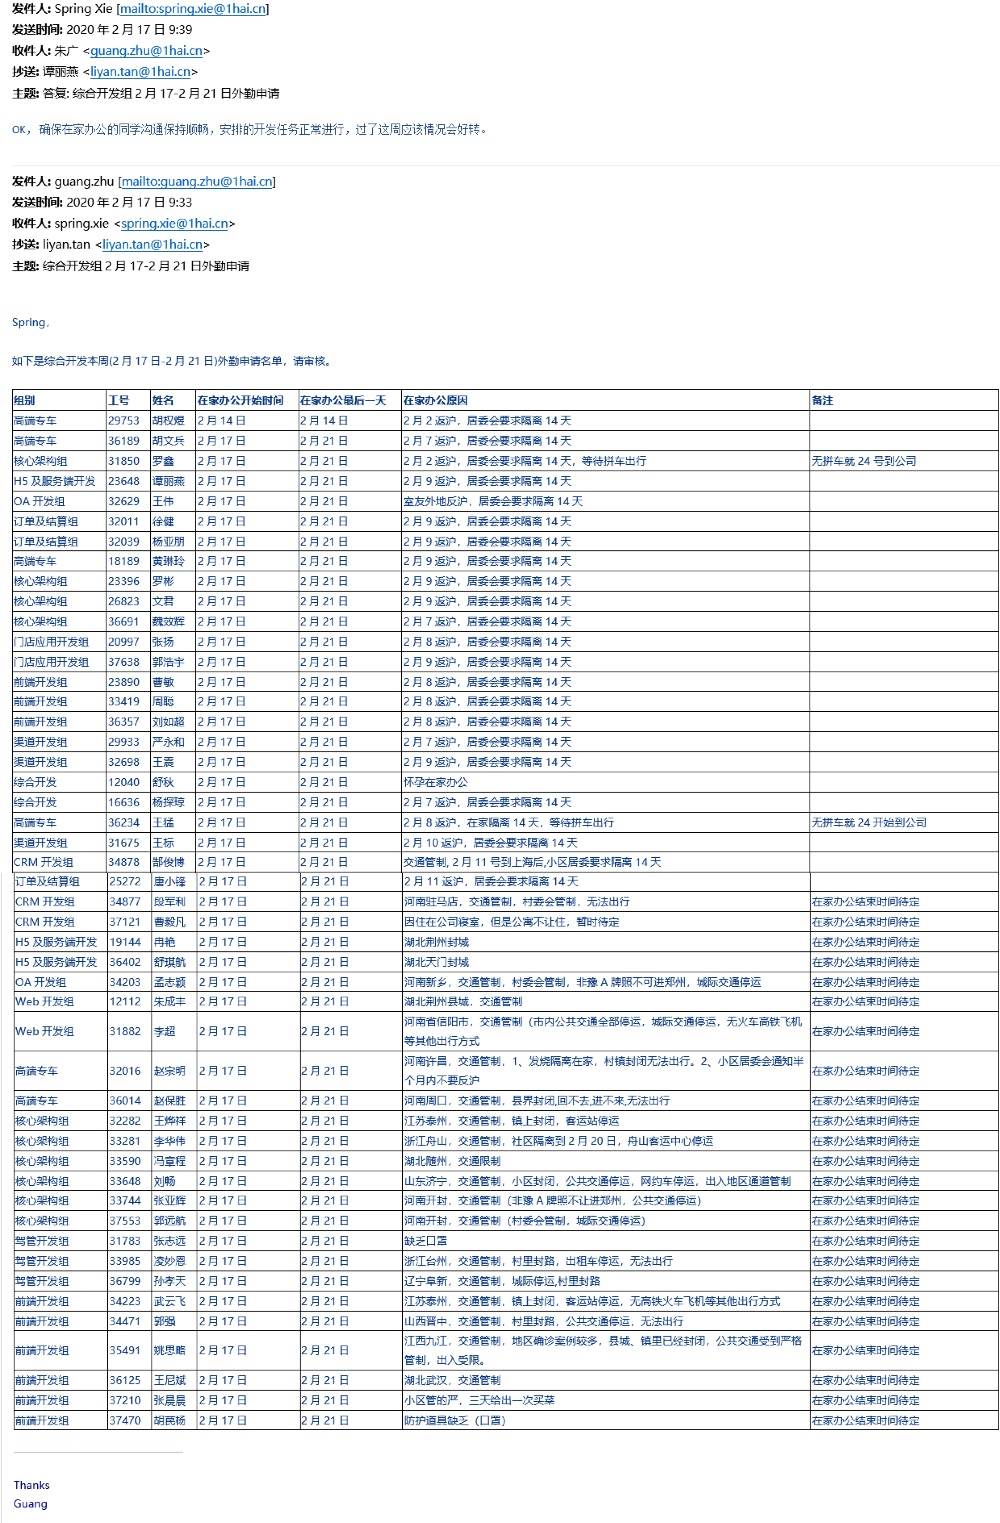 发件人: Spring Xie [mailto:spring.xie@1hai.cn]
发送时间: 2020 年 2 月 17 日 9:39
收件人: 朱广 <guang.zhu@1hai.cn>
抄送: 谭丽燕 <liyan.tan@1hai.cn>
主题: 答复: 综合开发组 2 月 17-2 月 21 日外勤申请
OK， 确保在家办公的同学沟通保持顺畅，安排的开发任务正常进行，过了这周应该情况会好转。
发件人: guang.zhu [mailto:guang.zhu@1hai.cn]
发送时间: 2020 年 2 月 17 日 9:33
收件人: spring.xie <spring.xie@1hai.cn>
抄送: liyan.tan <liyan.tan@1hai.cn>
主题: 综合开发组 2 月 17-2 月 21 日外勤申请
Spring，
如下是综合开发本周(2 月 17 日-2 月 21 日)外勤申请名单，请审核。
组别 工号 姓名 在家办公开始时间 在家办公最后一天 在家办公原因 备注
高端专车 29753 胡权煜 2 月 14 日 2 月 14 日 2 月 2 返沪，居委会要求隔离 14 天
高端专车 36189 胡文兵 2 月 17 日 2 月 21 日 2 月 7 返沪，居委会要求隔离 14 天
核心架构组 31850 罗鑫 2 月 17 日 2 月 21 日 2 月 2 返沪，居委会要求隔离 14 天，等待拼车出行 无拼车就 24 号到公司
H5 及服务端开发 23648 谭丽燕 2 月 17 日 2 月 21 日 2 月 9 返沪，居委会要求隔离 14 天
OA 开发组 32629 王伟 2 月 17 日 2 月 21 日 室友外地反沪，居委会要求隔离 14 天
订单及结算组 32011 徐健 2 月 17 日 2 月 21 日 2 月 9 返沪，居委会要求隔离 14 天
订单及结算组 32039 杨亚朋 2 月 17 日 2 月 21 日 2 月 9 返沪，居委会要求隔离 14 天
高端专车 18189 黄琳玲 2 月 17 日 2 月 21 日 2 月 9 返沪，居委会要求隔离 14 天
核心架构组 23396 罗彬 2 月 17 日 2 月 21 日 2 月 9 返沪，居委会要求隔离 14 天
核心架构组 26823 文君 2 月 17 日 2 月 21 日 2 月 9 返沪，居委会要求隔离 14 天
核心架构组 36691 魏效辉 2 月 17 日 2 月 21 日 2 月 7 返沪，居委会要求隔离 14 天
门店应用开发组 20997 张扬 2 月 17 日 2 月 21 日 2 月 8 返沪，居委会要求隔离 14 天
门店应用开发组 37638 郭浩宇 2 月 17 日 2 月 21 日 2 月 9 返沪，居委会要求隔离 14 天
前端开发组 23890 曹敏 2 月 17 日 2 月 21 日 2 月 8 返沪，居委会要求隔离 14 天
前端开发组 33419 周聪 2 月 17 日 2 月 21 日 2 月 8 返沪，居委会要求隔离 14 天
前端开发组 36357 刘如超 2 月 17 日 2 月 21 日 2 月 8 返沪，居委会要求隔离 14 天
渠道开发组 29933 严永和 2 月 17 日 2 月 21 日 2 月 7 返沪，居委会要求隔离 14 天
渠道开发组 32698 王震 2 月 17 日 2 月 21 日 2 月 9 返沪，居委会要求隔离 14 天
综合开发 12040 舒秋 2 月 17 日 2 月 21 日 怀孕在家办公
综合开发 16636 杨探琼 2 月 17 日 2 月 21 日 2 月 7 返沪，居委会要求隔离 14 天
高端专车 36234 王猛 2 月 17 日 2 月 21 日 2 月 8 返沪，在家隔离 14 天，等待拼车出行 无拼车就 24 开始到公司
渠道开发组 31675 王标 2 月 17 日 2 月 21 日 2 月 10 返沪，居委会要求隔离 14 天
CRM 开发组 34878 郜俊博 2 月 17 日 2 月 21 日 交通管制, 2 月 11 号到上海后,小区居委要求隔离 14 天
订单及结算组 25272 唐小锋 2 月 17 日 2 月 21 日 2 月 11 返沪，居委会要求隔离 14 天
CRM 开发组 34877 段军利 2 月 17 日 2 月 21 日 河南驻马店，交通管制，村委会管制，无法出行 在家办公结束时间待定
CRM 开发组 37121 曹毅凡 2 月 17 日 2 月 21 日 因住在公司寝室，但是公寓不让住，暂时待定 在家办公结束时间待定
H5 及服务端开发 19144 冉艳 2 月 17 日 2 月 21 日 湖北荆州封城 在家办公结束时间待定
H5 及服务端开发 36402 舒琪航 2 月 17 日 2 月 21 日 湖北天门封城 在家办公结束时间待定
OA 开发组 34203 孟志颖 2 月 17 日 2 月 21 日 河南新乡，交通管制，村委会管制，非豫 A 牌照不可进郑州，城际交通停运 在家办公结束时间待定
Web 开发组 12112 朱成丰 2 月 17 日 2 月 21 日 湖北荆州县城，交通管制 在家办公结束时间待定
Web 开发组 31882 李超 2 月 17 日 2 月 21 日 河南省信阳市，交通管制（市内公共交通全部停运，城际交通停运，无火车高铁飞机
等其他出行方式 在家办公结束时间待定
高端专车 32016 赵宗明 2 月 17 日 2 月 21 日 河南许昌，交通管制，1、发烧隔离在家，村镇封闭无法出行。2、小区居委会通知半
个月内不要反沪 在家办公结束时间待定
高端专车 36014 赵保胜 2 月 17 日 2 月 21 日 河南周口，交通管制，县界封闭,回不去,进不来,无法出行 在家办公结束时间待定
核心架构组 32282 王烨祥 2 月 17 日 2 月 21 日 江苏泰州，交通管制，镇上封闭，客运站停运 在家办公结束时间待定
核心架构组 33281 李华伟 2 月 17 日 2 月 21 日 浙江舟山，交通管制，社区隔离到 2 月 20 日，舟山客运中心停运 在家办公结束时间待定
核心架构组 33590 冯章程 2 月 17 日 2 月 21 日 湖北随州，交通限制 在家办公结束时间待定
核心架构组 33648 刘畅 2 月 17 日 2 月 21 日 山东济宁，交通管制，小区封闭，公共交通停运，网约车停运，出入地区通道管制 在家办公结束时间待定
核心架构组 33744 张亚辉 2 月 17 日 2 月 21 日 河南开封，交通管制（非豫 A 牌照不让进郑州，公共交通停运） 在家办公结束时间待定
核心架构组 37553 郭远航 2 月 17 日 2 月 21 日 河南开封，交通管制（村委会管制，城际交通停运） 在家办公结束时间待定
驾管开发组 31783 张志远 2 月 17 日 2 月 21 日 缺乏口罩 在家办公结束时间待定
驾管开发组 33985 凌妙恩 2 月 17 日 2 月 21 日 浙江台州，交通管制，村里封路，出租车停运，无法出行 在家办公结束时间待定
驾管开发组 36799 孙孝天 2 月 17 日 2 月 21 日 辽宁阜新，交通管制，城际停运,村里封路 在家办公结束时间待定
前端开发组 34223 武云飞 2 月 17 日 2 月 21 日 江苏泰州，交通管制，镇上封闭，客运站停运，无高铁火车飞机等其他出行方式 在家办公结束时间待定
前端开发组 34471 郭强 2 月 17 日 2 月 21 日 山西晋中，交通管制，村里封路，公共交通停运，无法出行 在家办公结束时间待定
前端开发组 35491 姚思 2 月 17 日 2 月 21 日 江西九江，交通管制，地区确诊案例较多，县城、镇里已经封闭，公共交通受到严格
管制，出入受限。 在家办公结束时间待定
前端开发组 36125 王尼斌 2 月 17 日 2 月 21 日 湖北武汉，交通管制 在家办公结束时间待定
前端开发组 37210 张晨晨 2 月 17 日 2 月 21 日 小区管的严，三天给出一次买菜 在家办公结束时间待定
前端开发组 37470 胡苠杨 2 月 17 日 2 月 21 日 防护道具缺乏（口罩） 在家办公结束时间待定
Thanks
Guang